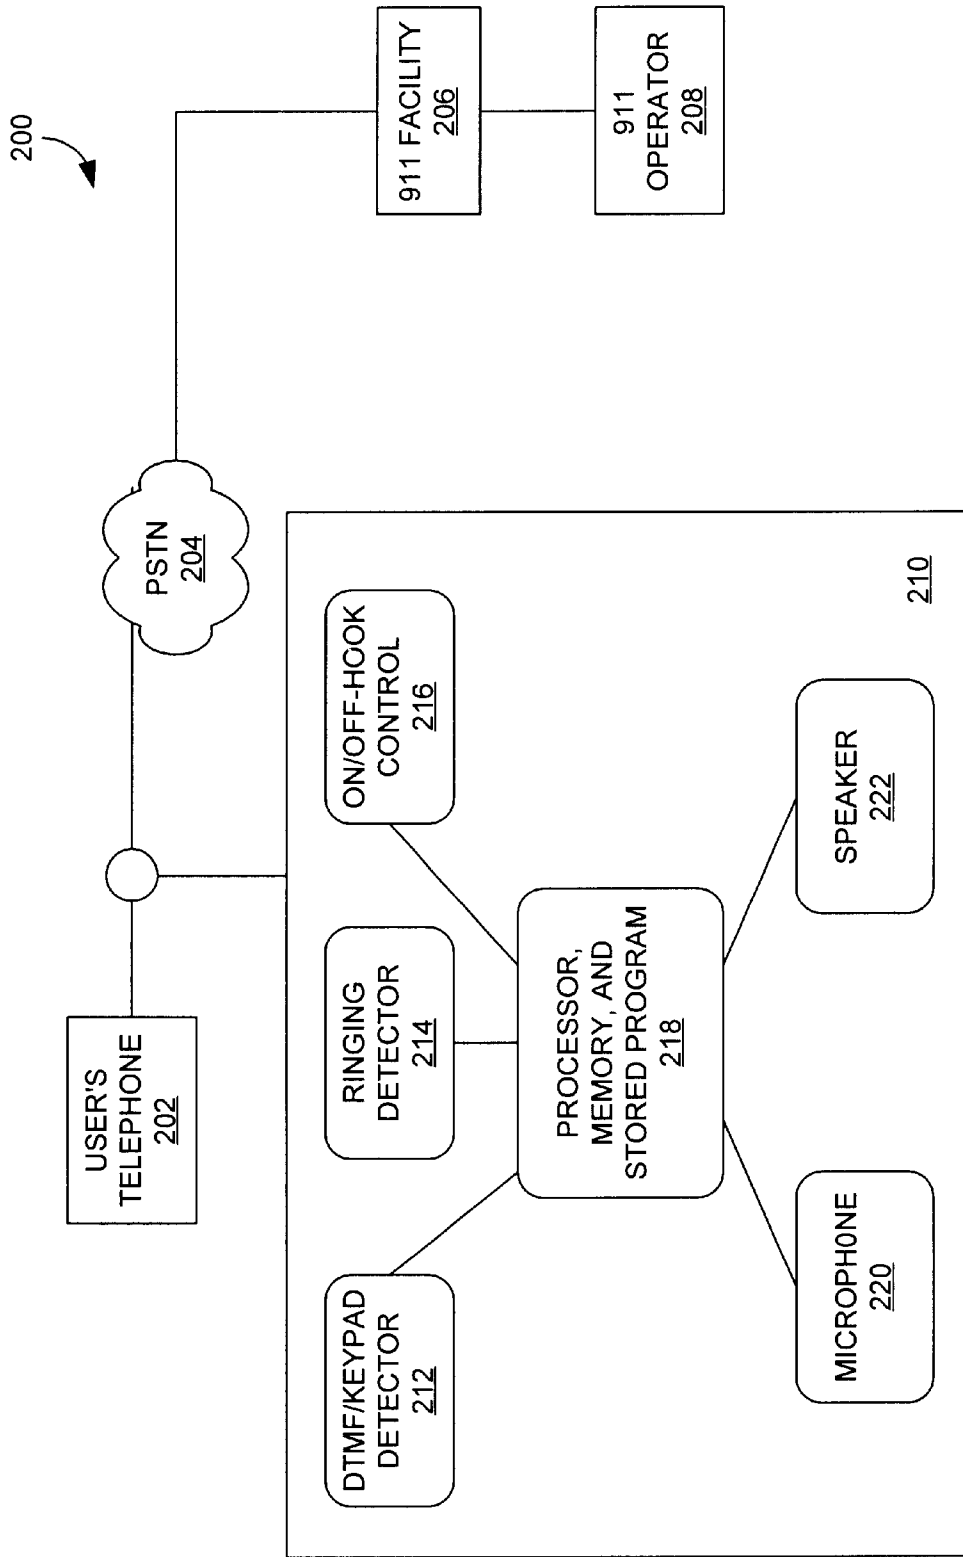 200
USER'S
TELEPHONE
202
PSTN
204
911 FACILITY
206
911
OPERATOR
208
DTMF/KEYPAD
DETECTOR
212
RINGING
DETECTOR
214
ON/OFF-HOOK
CONTROL
216
PROCESSOR,
MEMORY, AND
STORED PROGRAM
218
MICROPHONE
220
SPEAKER
222
210